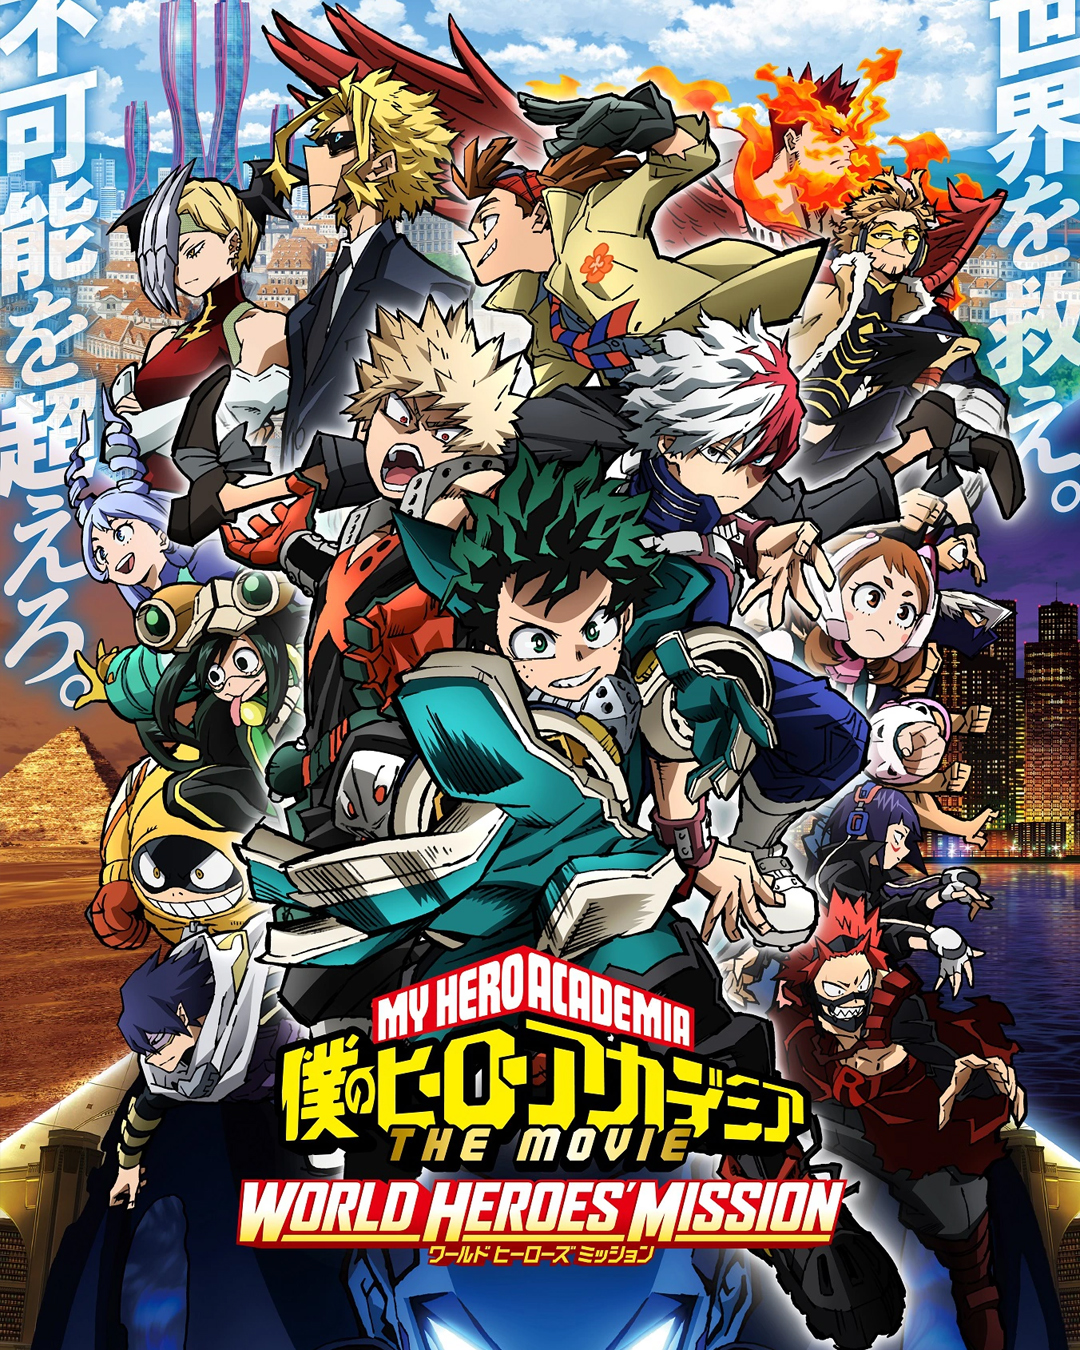 世界を救え。
不可能を超えろ。
MY HERO ACADEMIA
僕のヒーローアカデミア
THE MOVIE
WORLD HEROES' MISSION
ワールド ヒーローズ ミッション
R